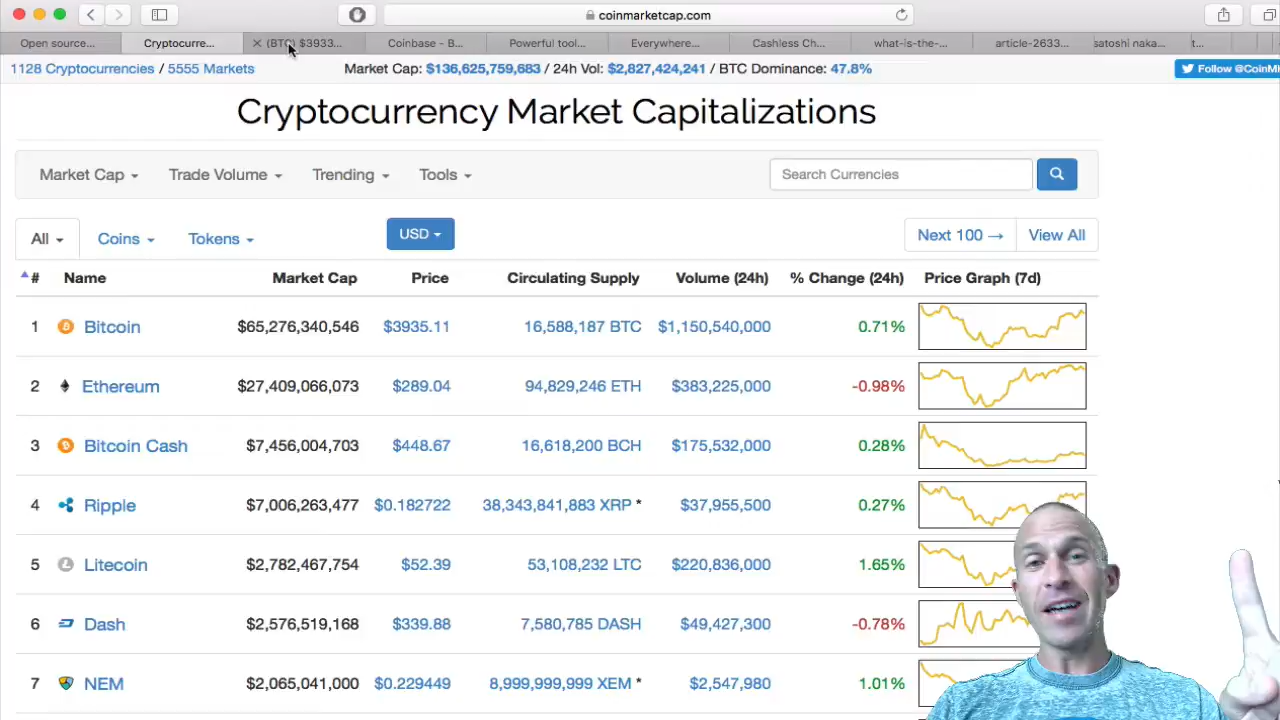 coinmarketcap.com
Open source... Cryptocurre... (BTC) $3933... Coinbase - B... Powerful tool... Everywhere... Cashless Ch... what-is-the-... article-2633... satoshi naka... t...
1128 Cryptocurrencies / 5555 Markets Market Cap: $136,625,759,683 / 24h Vol: $2,827,424,241 / BTC Dominance: 47.8% Follow @CoinM
Cryptocurrency Market Capitalizations
Market Cap Trade Volume Trending Tools Search Currencies
All Coins Tokens USD Next 100 → View All
# Name Market Cap Price Circulating Supply Volume (24h) % Change (24h) Price Graph (7d)
1 Bitcoin $65,276,340,546 $3935.11 16,588,187 BTC $1,150,540,000 0.71%
2 Ethereum $27,409,066,073 $289.04 94,829,246 ETH $383,225,000 -0.98%
3 Bitcoin Cash $7,456,004,703 $448.67 16,618,200 BCH $175,532,000 0.28%
4 Ripple $7,006,263,477 $0.182722 38,343,841,883 XRP * $37,955,500 0.27%
5 Litecoin $2,782,467,754 $52.39 53,108,232 LTC $220,836,000 1.65%
6 Dash $2,576,519,168 $339.88 7,580,785 DASH $49,427,300 -0.78%
7 NEM $2,065,041,000 $0.229449 8,999,999,999 XEM * $2,547,980 1.01%